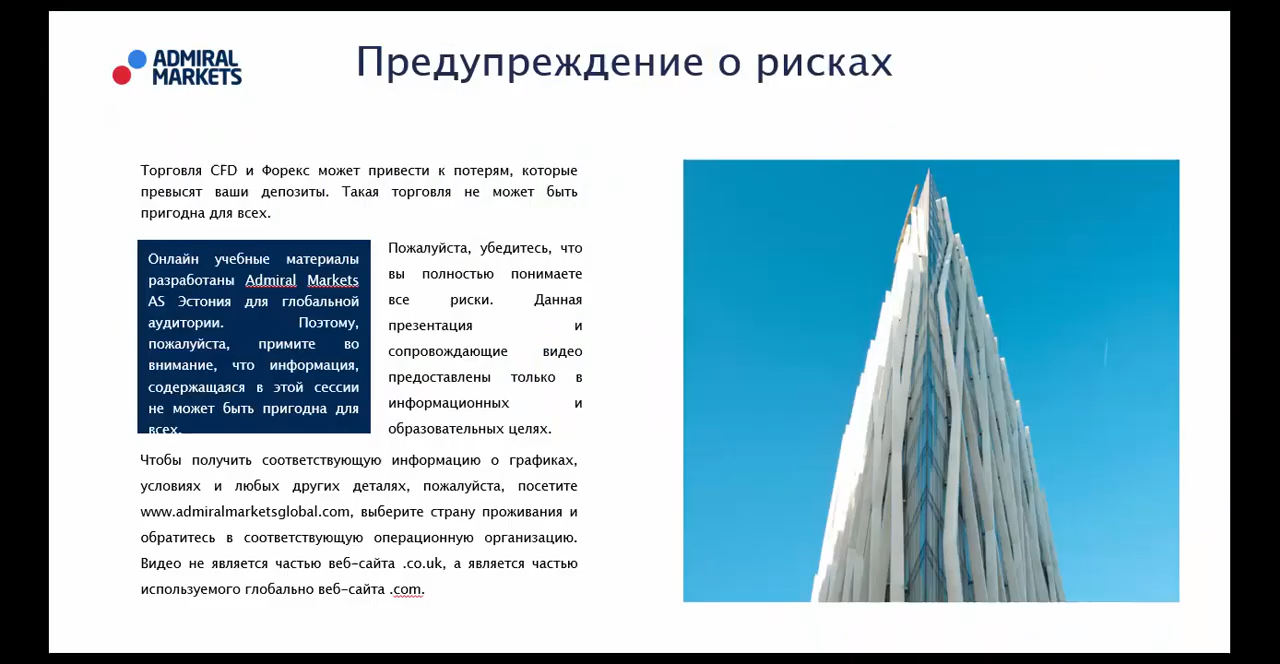 ADMIRAL
MARKETS
Предупреждение о рисках
Торговля CFD и Форекс может привести к потерям, которые
превысят ваши депозиты. Такая торговля не может быть
пригодна для всех.
Онлайн учебные материалы
разработаны Admiral Markets
AS Эстония для глобальной
аудитории. Поэтому,
пожалуйста, примите во
внимание, что информация,
содержащаяся в этой сессии
не может быть пригодна для
всех.
Пожалуйста, убедитесь, что
вы полностью понимаете
все риски. Данная
презентация и
сопровождающие видео
предоставлены только в
информационных и
образовательных целях.
Чтобы получить соответствующую информацию о графиках,
условиях и любых других деталях, пожалуйста, посетите
www.admiralmarketsglobal.com, выберите страну проживания и
обратитесь в соответствующую операционную организацию.
Видео не является частью веб-сайта .co.uk, а является частью
используемого глобально веб-сайта .com.